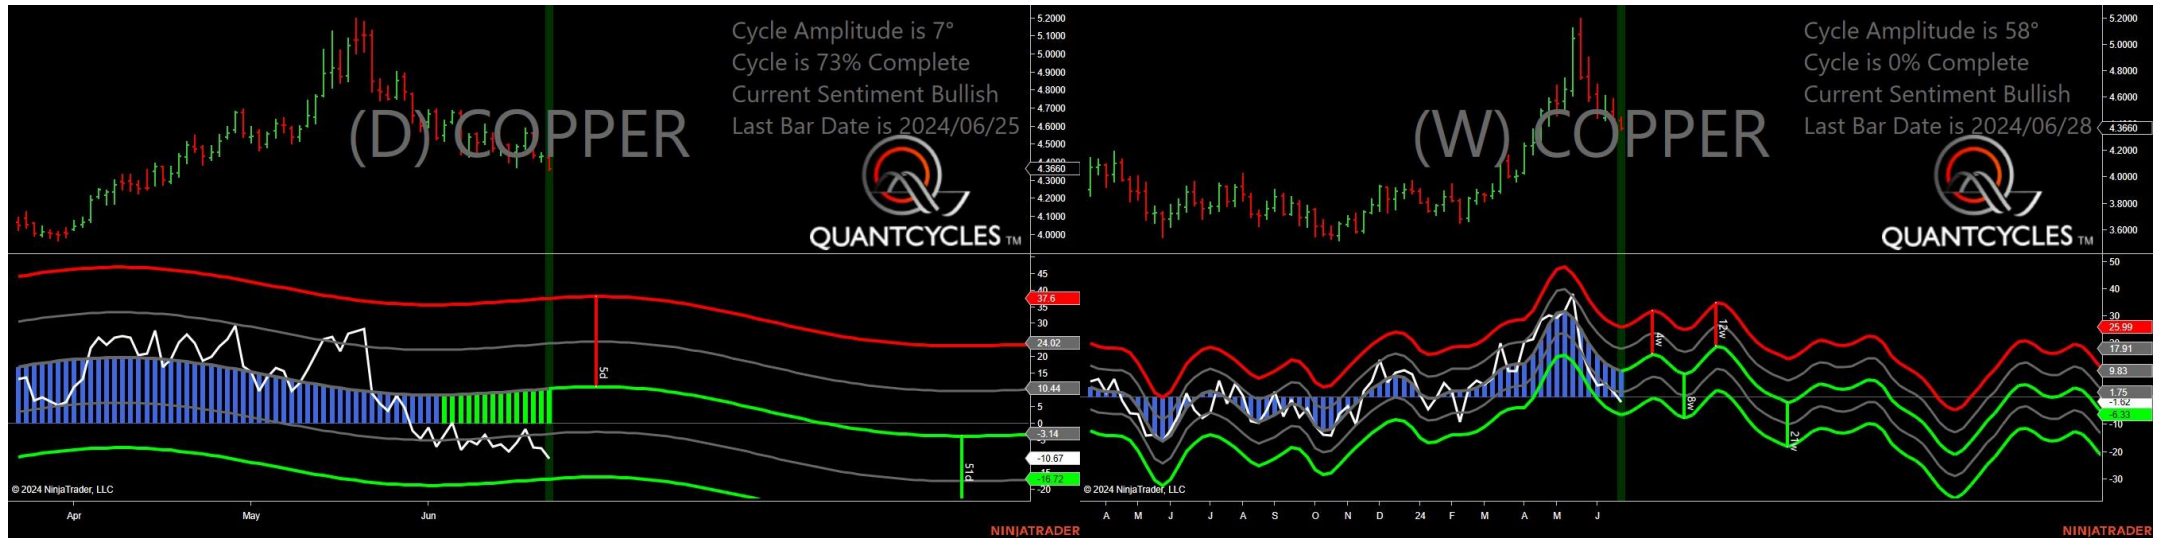 Cycle Amplitude is 7°
Cycle is 73% Complete
Current Sentiment Bullish
Last Bar Date is 2024/06/25
(D) COPPER
QUANTCYCLES TM
5.2000
5.1000
5.0000
4.9000
4.8000
4.7000
4.6000
4.5000
4.3660
4.3000
4.2000
4.1000
4.0000
45
40
37.6
35
30
24.02
20
15
10.44
5
0
-3.14
-10.67
-16.72
-20
5d
51d
© 2024 NinjaTrader, LLC
Apr May Jun
NINJATRADER
Cycle Amplitude is 58°
Cycle is 0% Complete
Current Sentiment Bullish
Last Bar Date is 2024/06/28
(W) COPPER
QUANTCYCLES TM
5.2000
5.0000
4.8000
4.6000
4.3660
4.2000
4.0000
3.8000
3.6000
50
40
30
25.99
17.91
9.83
1.75
-1.62
-6.33
-10
-20
-30
4w
12w
8w
21w
© 2024 NinjaTrader, LLC
A M J J A S O N D 24 F M A M J
NINJATRADER